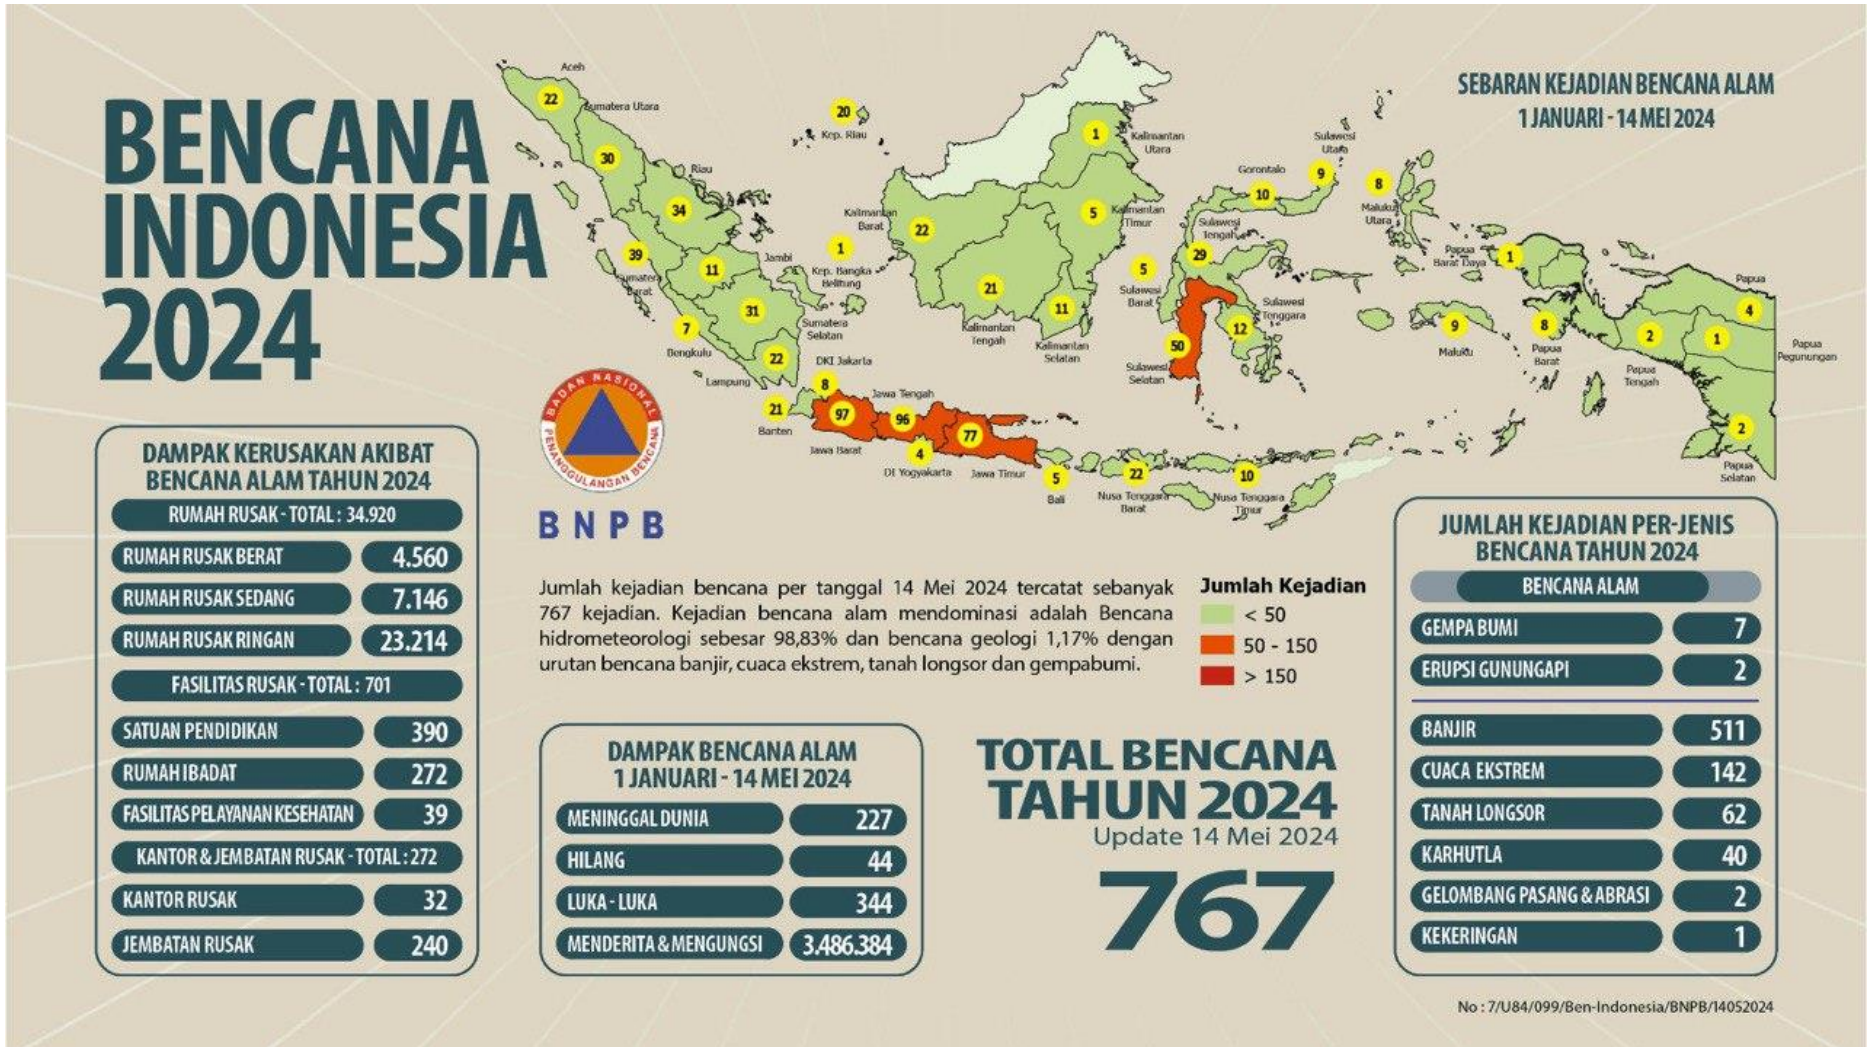 BENCANA
INDONESIA
2024
SEBARAN KEJADIAN BENCANA ALAM
1 JANUARI - 14 MEI 2024
Aceh
22
Sumatera Utara
30
Riau
34
Kep. Riau
20
Sumatera
Barat
39
Jambi
11
Kep. Bangka
Belitung
1
Sumatera
Selatan
31
Bengkulu
7
Lampung
22
DKI Jakarta
8
Banten
21
Jawa Barat
97
Jawa Tengah
96
DI Yogyakarta
4
Jawa Timur
77
Bali
5
Nusa Tenggara
Barat
22
Nusa Tenggara
Timur
10
Kalimantan
Barat
22
Kalimantan
Tengah
21
Kalimantan
Selatan
11
Kalimantan
Timur
5
Kalimantan
Utara
1
Sulawesi
Utara
9
Gorontalo
10
Sulawesi
Tengah
29
Sulawesi
Barat
5
Sulawesi
Selatan
50
Sulawesi
Tenggara
12
Maluku
Utara
8
Maluku
9
Papua
Barat Daya
1
Papua
Barat
8
Papua
Tengah
2
Papua
4
Papua
Pegunungan
1
Papua
Selatan
2
BADAN NASIONAL
PENANGGULANGAN BENCANA
BNPB
DAMPAK KERUSAKAN AKIBAT
BENCANA ALAM TAHUN 2024
RUMAH RUSAK - TOTAL : 34.920
RUMAH RUSAK BERAT 4.560
RUMAH RUSAK SEDANG 7.146
RUMAH RUSAK RINGAN 23.214
FASILITAS RUSAK - TOTAL : 701
SATUAN PENDIDIKAN 390
RUMAH IBADAT 272
FASILITAS PELAYANAN KESEHATAN 39
KANTOR & JEMBATAN RUSAK - TOTAL : 272
KANTOR RUSAK 32
JEMBATAN RUSAK 240
Jumlah kejadian bencana per tanggal 14 Mei 2024 tercatat sebanyak
767 kejadian. Kejadian bencana alam mendominasi adalah Bencana
hidrometeorologi sebesar 98,83% dan bencana geologi 1,17% dengan
urutan bencana banjir, cuaca ekstrem, tanah longsor dan gempabumi.
Jumlah Kejadian
< 50
50 - 150
> 150
DAMPAK BENCANA ALAM
1 JANUARI - 14 MEI 2024
MENINGGAL DUNIA 227
HILANG 44
LUKA - LUKA 344
MENDERITA & MENGUNGSI 3.486.384
TOTAL BENCANA
TAHUN 2024
Update 14 Mei 2024
767
JUMLAH KEJADIAN PER-JENIS
BENCANA TAHUN 2024
BENCANA ALAM
GEMPA BUMI 7
ERUPSI GUNUNGAPI 2
BANJIR 511
CUACA EKSTREM 142
TANAH LONGSOR 62
KARHUTLA 40
GELOMBANG PASANG & ABRASI 2
KEKERINGAN 1
No : 7/U84/099/Ben-Indonesia/BNPB/14052024